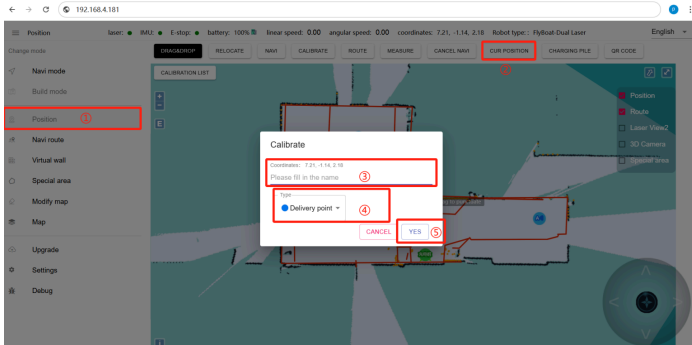 192.168.4.181
Position laser: IMU: E-stop: battery: 100% linear speed: 0.00 angular speed: 0.00 coordinates: 7.21, -1.14, 2.18 Robot type: : FlyBoat-Dual Laser English
Change mode
DRAG&DROP RELOCATE NAVI CALIBRATE ROUTE MEASURE CANCEL NAVI CUR POSITION CHARGING PILE QR CODE
②
Navi mode
CALIBRATION LIST
Build mode
Position ①
Navi route
Virtual wall
Special area
Modify map
Map
Upgrade
Settings
Debug
Position
Route
Laser View2
3D Camera
Special area
Calibrate
Coordinates: 7.21, -1.14, 2.18
Please fill in the name ③
Type
Delivery point ④
CANCEL YES ⑤